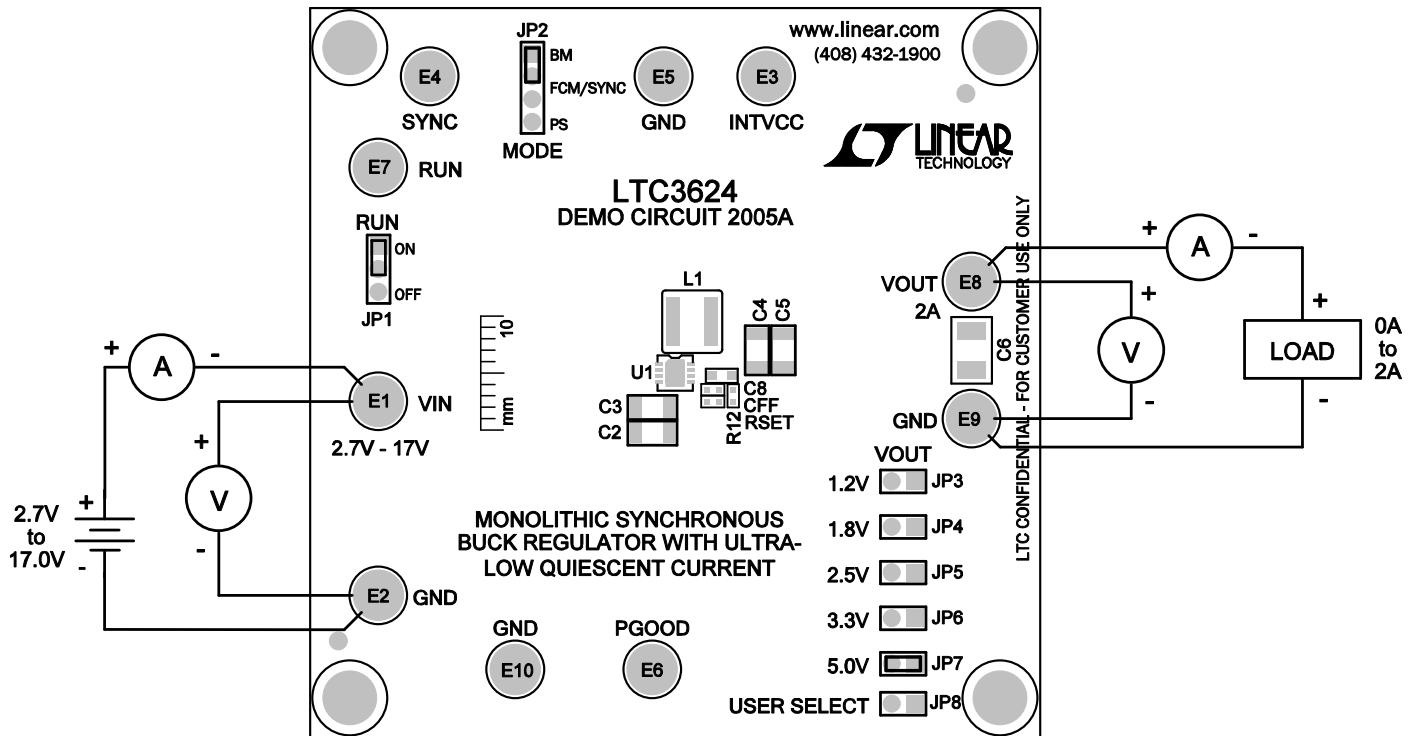 www.linear.com
(408) 432-1900
JP2
BM
FCM/SYNC
PS
MODE
E4
SYNC
E5
GND
E3
INTVCC
LINEAR
TECHNOLOGY
E7
RUN
LTC3624
DEMO CIRCUIT 2005A
RUN
ON
OFF
JP1
LTC CONFIDENTIAL - FOR CUSTOMER USE ONLY
VOUT
E8
2A
+
A
-
+
V
-
+
LOAD
-
0A
to
2A
L1
C4
C5
C6
10
mm
U1
C8
CFF
RSET
R12
C3
C2
+
A
-
E1
VIN
2.7V - 17V
GND
E9
+
V
-
+
2.7V
to
17.0V
-
E2
GND
MONOLITHIC SYNCHRONOUS
BUCK REGULATOR WITH ULTRA-
LOW QUIESCENT CURRENT
VOUT
1.2V JP3
1.8V JP4
2.5V JP5
3.3V JP6
5.0V JP7
USER SELECT JP8
GND
E10
PGOOD
E6